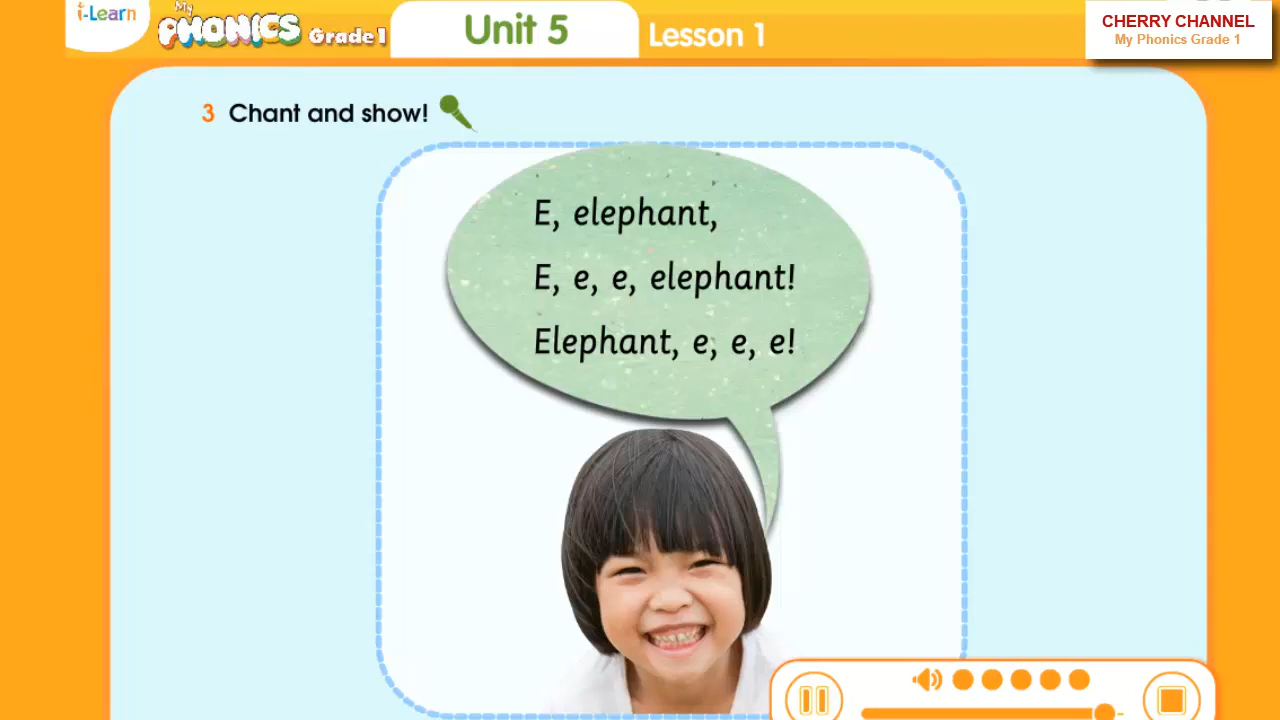 i-Learn
My
PHONICS Grade 1
Unit 5
Lesson 1
CHERRY CHANNEL
My Phonics Grade 1
3 Chant and show!
E, elephant,
E, e, e, elephant!
Elephant, e, e, e!